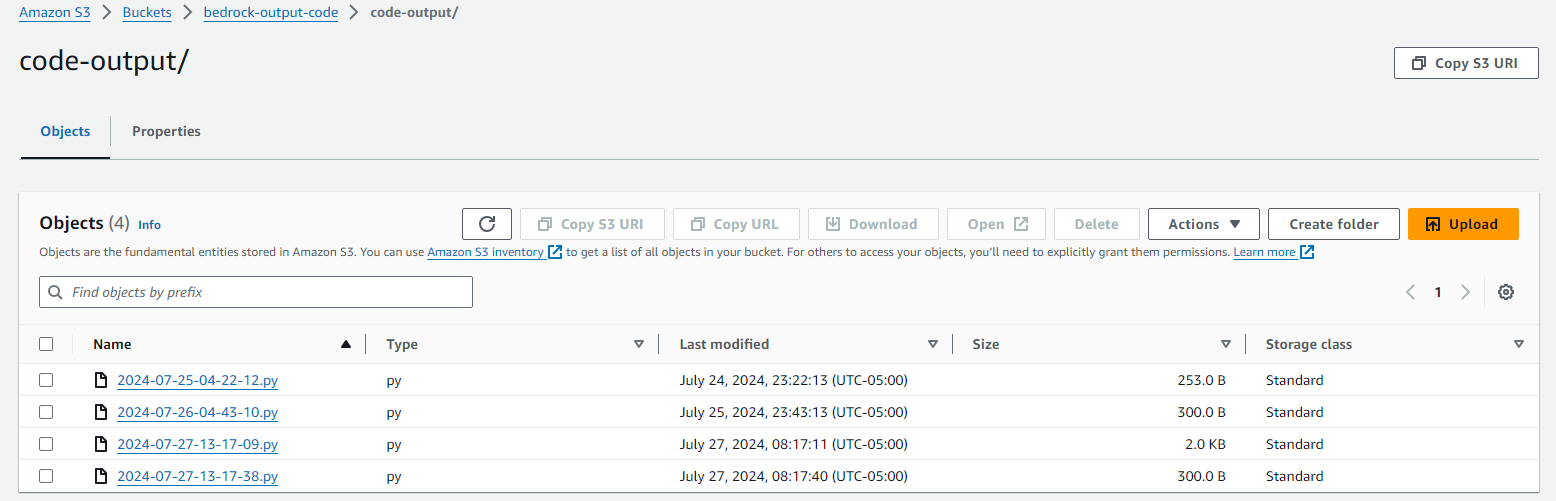 Amazon S3 > Buckets > bedrock-output-code > code-output/
code-output/
Copy S3 URI
Objects Properties
Objects (4) Info Copy S3 URI Copy URL Download Open Delete Actions Create folder Upload
Objects are the fundamental entities stored in Amazon S3. You can use Amazon S3 inventory to get a list of all objects in your bucket. For others to access your objects, you'll need to explicitly grant them permissions. Learn more
Find objects by prefix 1
Name Type Last modified Size Storage class
2024-07-25-04-22-12.py py July 24, 2024, 23:22:13 (UTC-05:00) 253.0 B Standard
2024-07-26-04-43-10.py py July 25, 2024, 23:43:13 (UTC-05:00) 300.0 B Standard
2024-07-27-13-17-09.py py July 27, 2024, 08:17:11 (UTC-05:00) 2.0 KB Standard
2024-07-27-13-17-38.py py July 27, 2024, 08:17:40 (UTC-05:00) 300.0 B Standard